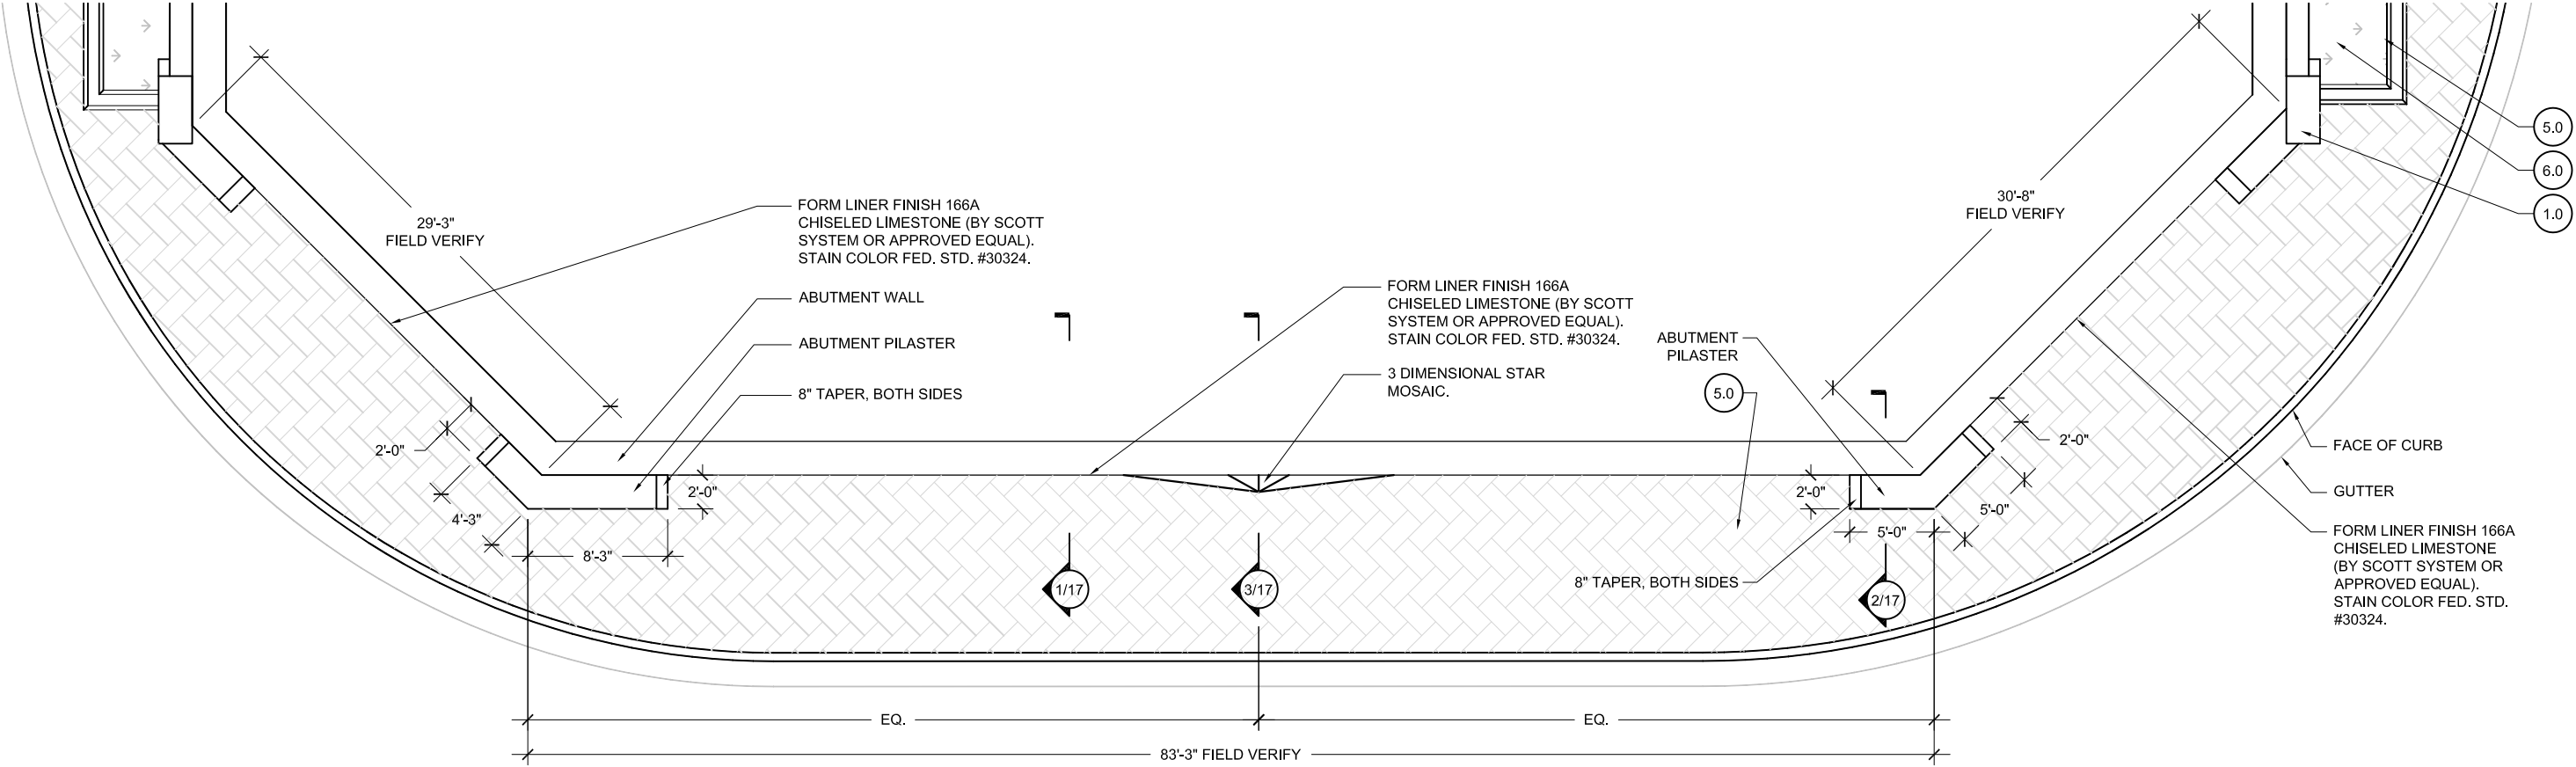 5.0
6.0
1.0
29'-3"
FIELD VERIFY
30'-8"
FIELD VERIFY
FORM LINER FINISH 166A
CHISELED LIMESTONE (BY SCOTT
SYSTEM OR APPROVED EQUAL).
STAIN COLOR FED. STD. #30324.
ABUTMENT WALL
ABUTMENT PILASTER
8" TAPER, BOTH SIDES
FORM LINER FINISH 166A
CHISELED LIMESTONE (BY SCOTT
SYSTEM OR APPROVED EQUAL).
STAIN COLOR FED. STD. #30324.
3 DIMENSIONAL STAR
MOSAIC.
ABUTMENT
PILASTER
5.0
2'-0"
4'-3"
8'-3"
2'-0"
2'-0"
5'-0"
2'-0"
5'-0"
8" TAPER, BOTH SIDES
1/17
3/17
2/17
FACE OF CURB
GUTTER
FORM LINER FINISH 166A
CHISELED LIMESTONE
(BY SCOTT SYSTEM OR
APPROVED EQUAL).
STAIN COLOR FED. STD.
#30324.
EQ.
EQ.
83'-3" FIELD VERIFY